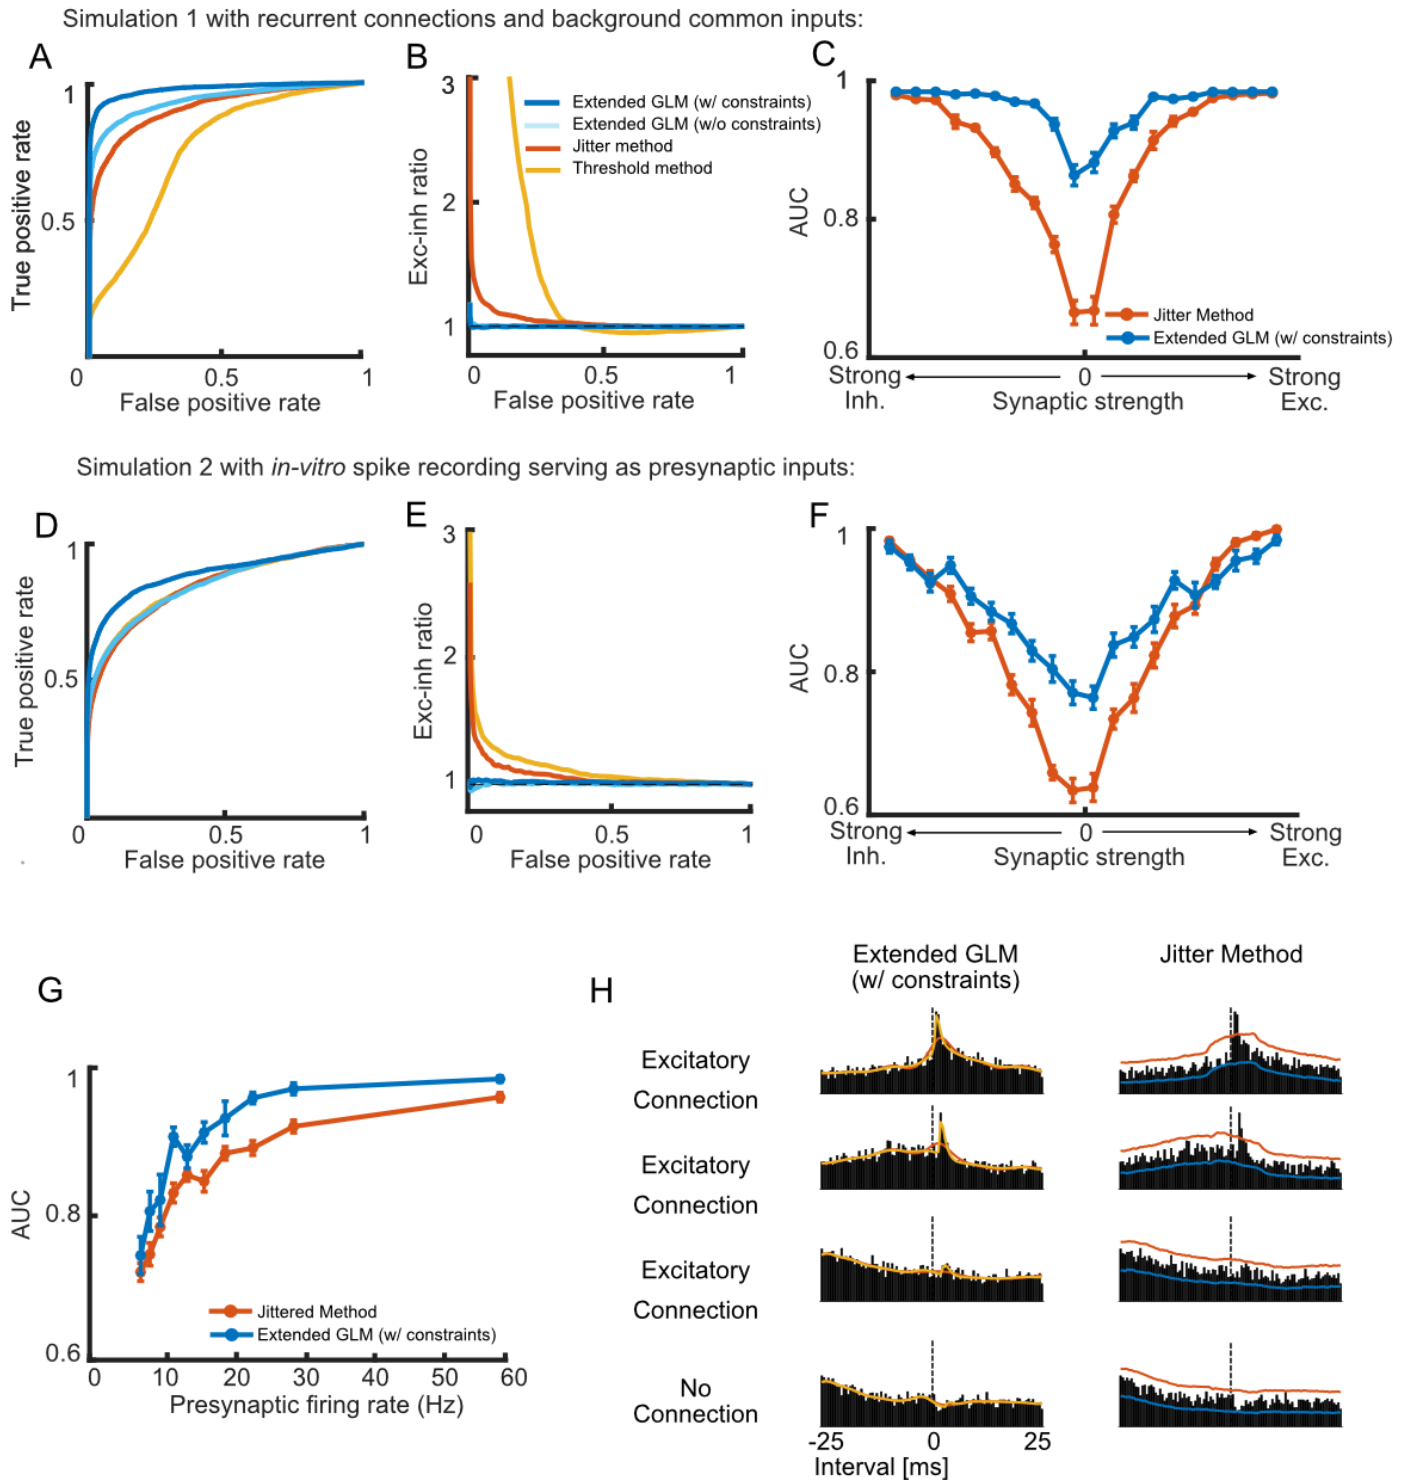 Simulation 1 with recurrent connections and background common inputs:
A
B
C
1
0.5
0
0.5
1
True positive rate
False positive rate
3
2
1
0
0.5
1
Exc-inh ratio
False positive rate
Extended GLM (w/ constraints)
Extended GLM (w/o constraints)
Jitter method
Threshold method
1
0.8
0.6
AUC
Jitter Method
Extended GLM (w/ constraints)
Strong Inh.
0
Synaptic strength
Strong Exc.
Simulation 2 with in-vitro spike recording serving as presynaptic inputs:
D
E
F
1
0.5
0
0.5
1
True positive rate
False positive rate
3
2
1
0
0.5
1
Exc-inh ratio
False positive rate
1
0.8
0.6
AUC
Strong Inh.
0
Synaptic strength
Strong Exc.
G
1
0.8
0.6
AUC
Jittered Method
Extended GLM (w/ constraints)
0
10
20
30
40
50
60
Presynaptic firing rate (Hz)
H
Extended GLM
(w/ constraints)
Jitter Method
Excitatory
Connection
Excitatory
Connection
Excitatory
Connection
No
Connection
-25
0
25
Interval [ms]